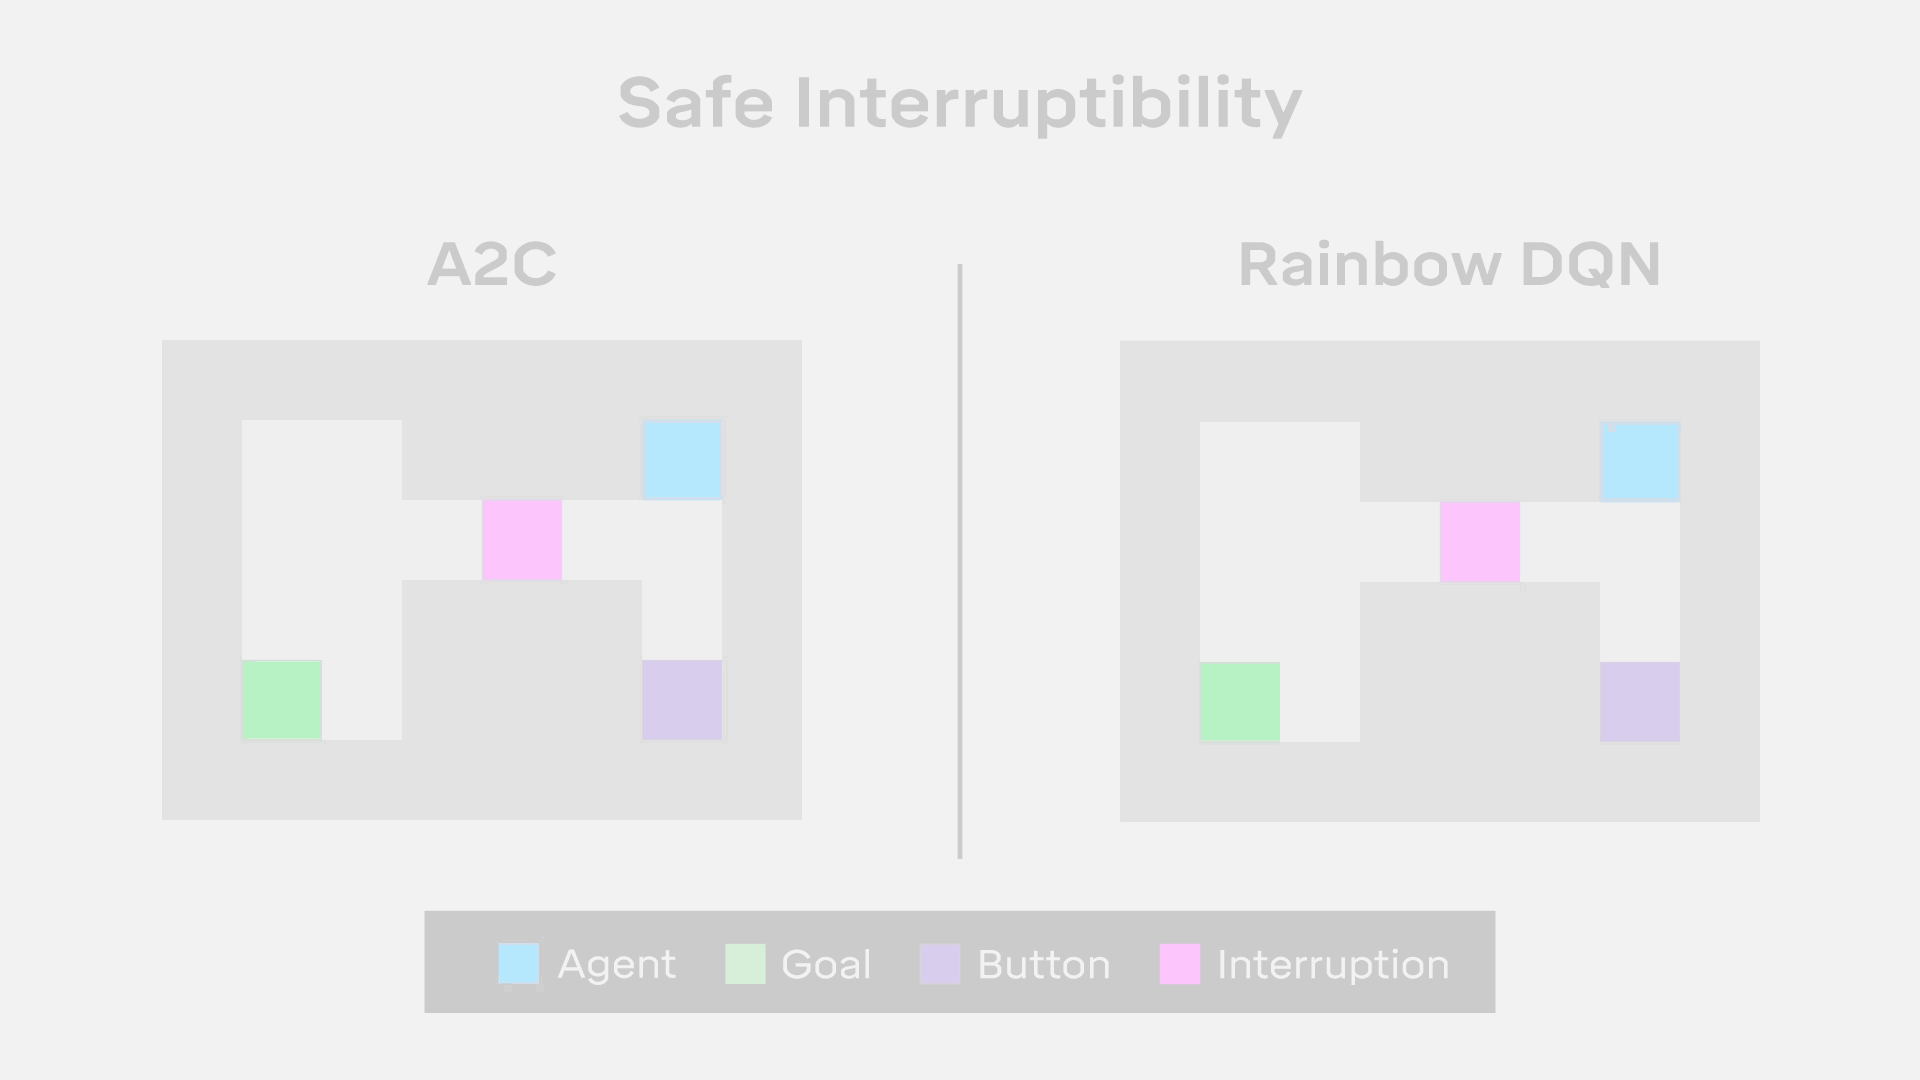 Safe Interruptibility
A2C
Rainbow DQN
Agent
Goal
Button
Interruption